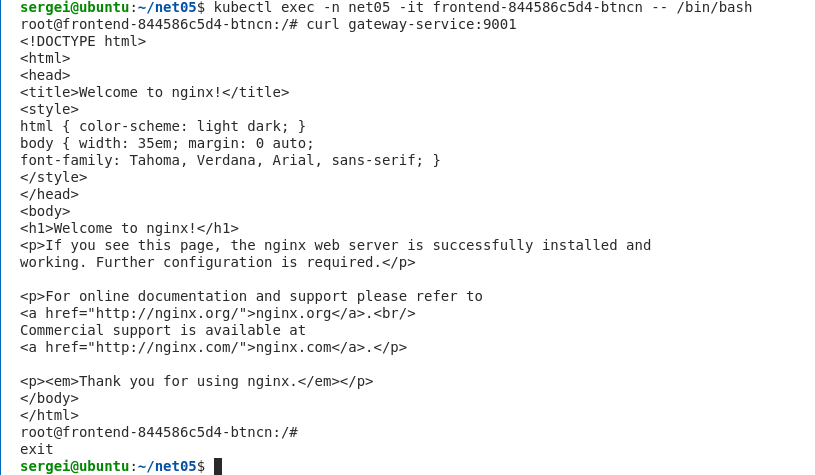 sergei@ubuntu:~/net05$ kubectl exec -n net05 -it frontend-844586c5d4-btncn -- /bin/bash
root@frontend-844586c5d4-btncn:/# curl gateway-service:9001
<!DOCTYPE html>
<html>
<head>
<title>Welcome to nginx!</title>
<style>
html { color-scheme: light dark; }
body { width: 35em; margin: 0 auto;
font-family: Tahoma, Verdana, Arial, sans-serif; }
</style>
</head>
<body>
<h1>Welcome to nginx!</h1>
<p>If you see this page, the nginx web server is successfully installed and
working. Further configuration is required.</p>

<p>For online documentation and support please refer to
<a href="http://nginx.org/">nginx.org</a>.<br/>
Commercial support is available at
<a href="http://nginx.com/">nginx.com</a>.</p>

<p><em>Thank you for using nginx.</em></p>
</body>
</html>
root@frontend-844586c5d4-btncn:/#
exit
sergei@ubuntu:~/net05$